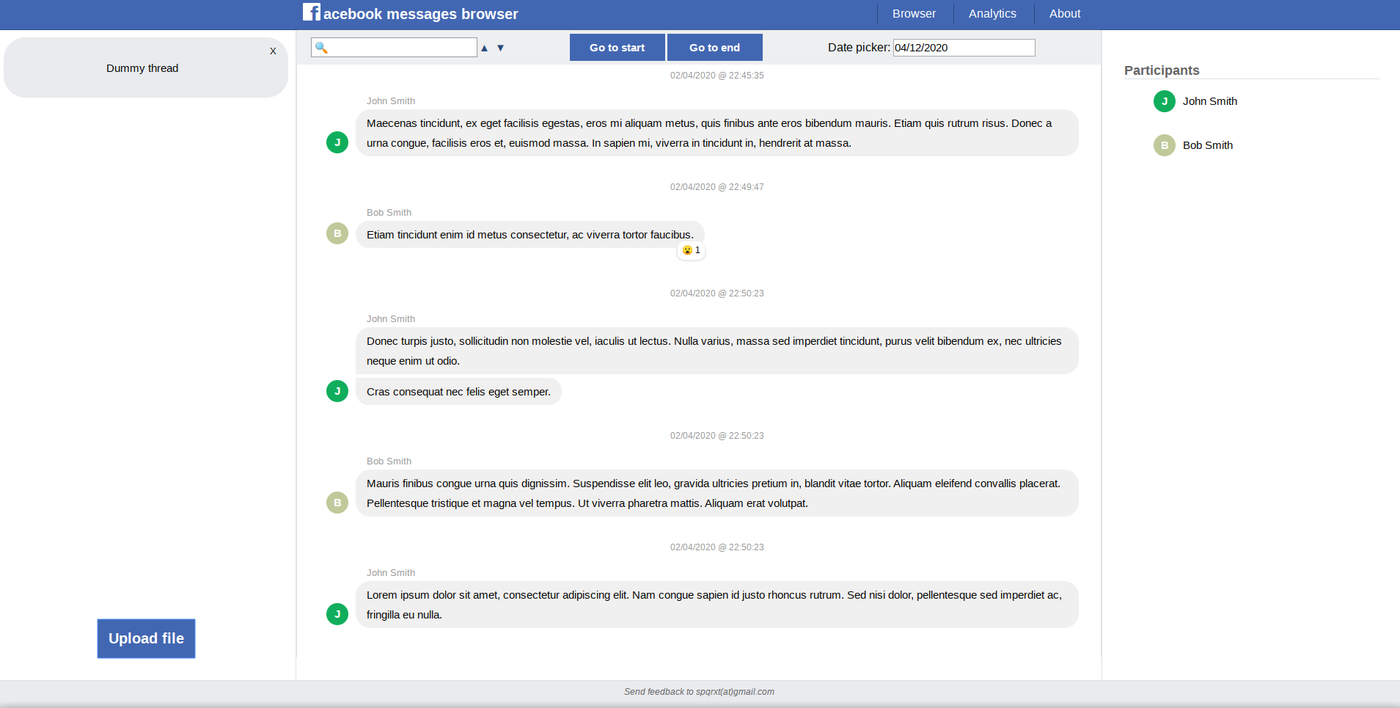 facebook messages browser
Browser
Analytics
About
X
Dummy thread
Go to start
Go to end
Date picker: 04/12/2020
02/04/2020 @ 22:45:35
John Smith
Maecenas tincidunt, ex eget facilisis egestas, eros mi aliquam metus, quis finibus ante eros bibendum mauris. Etiam quis rutrum risus. Donec a
urna congue, facilisis eros et, euismod massa. In sapien mi, viverra in tincidunt in, hendrerit at massa.
J
02/04/2020 @ 22:49:47
Bob Smith
B
Etiam tincidunt enim id metus consectetur, ac viverra tortor faucibus.
1
02/04/2020 @ 22:50:23
John Smith
Donec turpis justo, sollicitudin non molestie vel, iaculis ut lectus. Nulla varius, massa sed imperdiet tincidunt, purus velit bibendum ex, nec ultricies
neque enim ut odio.
J
Cras consequat nec felis eget semper.
02/04/2020 @ 22:50:23
Bob Smith
Mauris finibus congue urna quis dignissim. Suspendisse elit leo, gravida ultricies pretium in, blandit vitae tortor. Aliquam eleifend convallis placerat.
Pellentesque tristique et magna vel tempus. Ut viverra pharetra mattis. Aliquam erat volutpat.
B
02/04/2020 @ 22:50:23
John Smith
Lorem ipsum dolor sit amet, consectetur adipiscing elit. Nam congue sapien id justo rhoncus rutrum. Sed nisi dolor, pellentesque sed imperdiet ac,
fringilla eu nulla.
J
Participants
J John Smith
B Bob Smith
Upload file
Send feedback to spqrxt(at)gmail.com